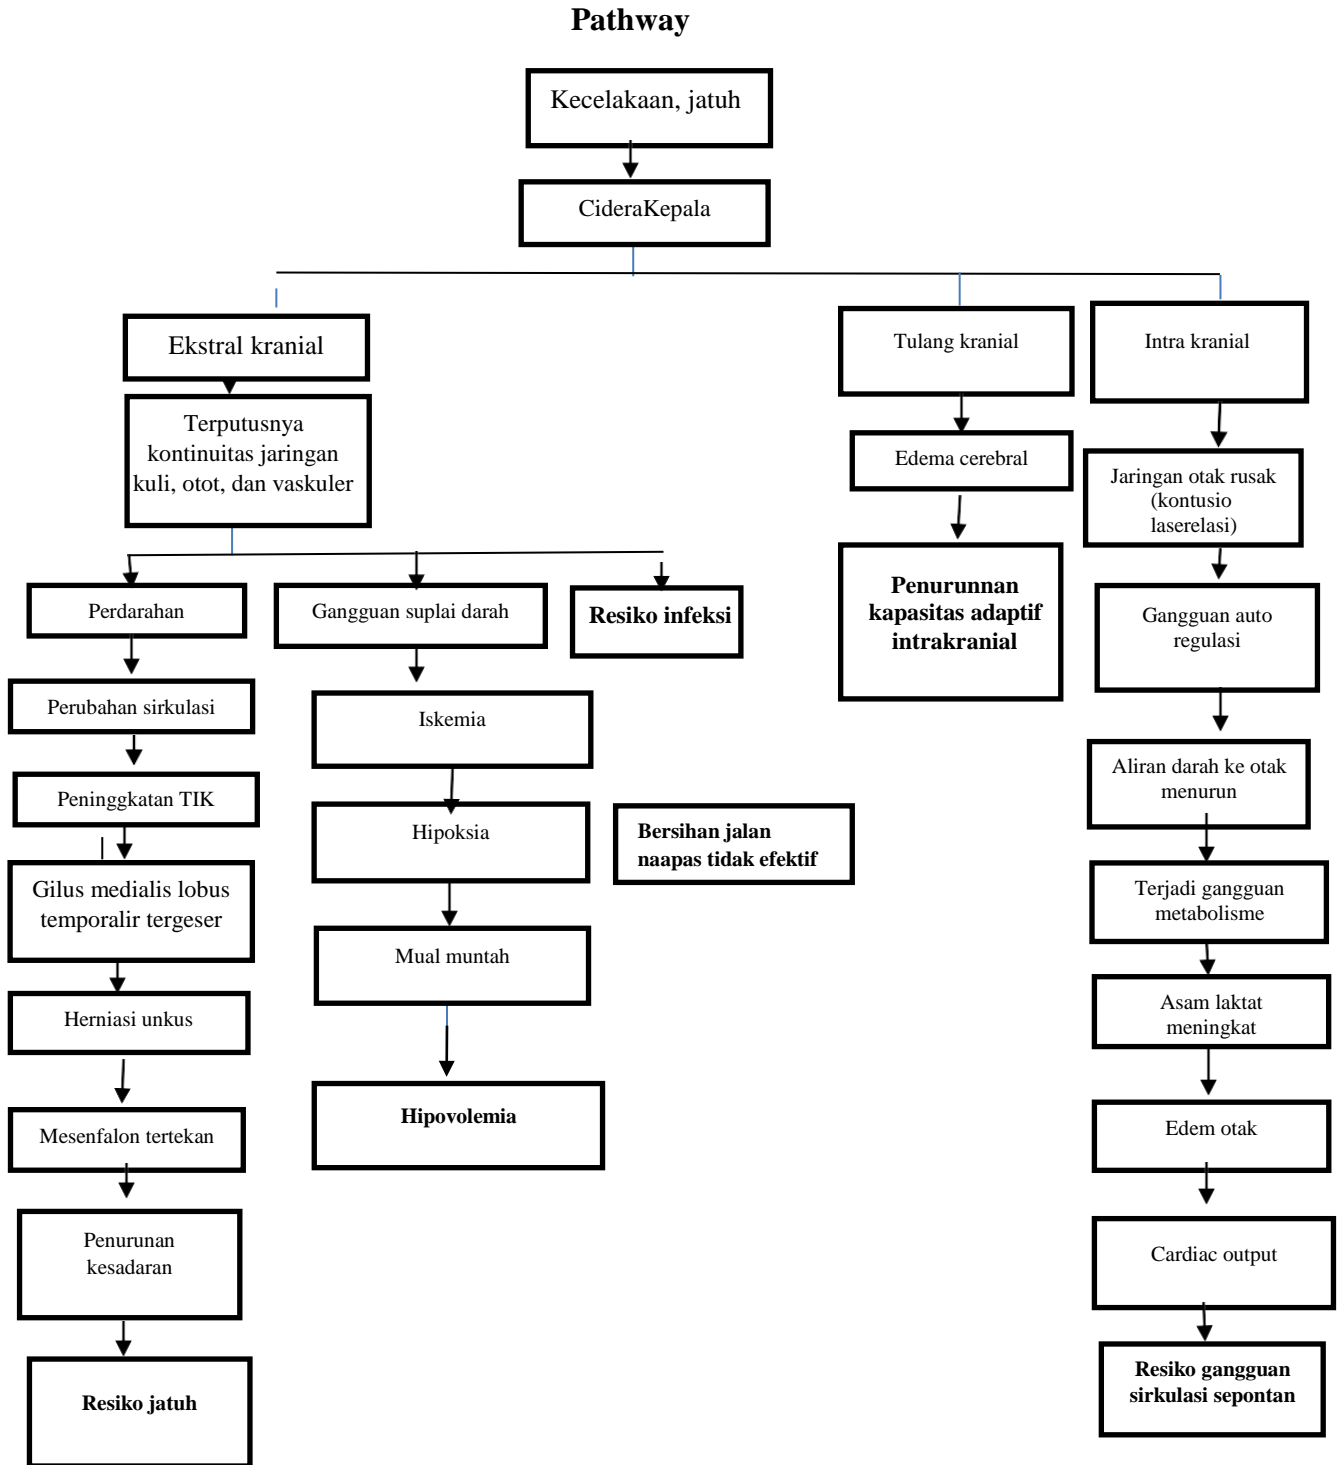 Pathway
Kecelakaan, jatuh
CideraKepala
Ekstral kranial
Terputusnya
kontinuitas jaringan
kuli, otot, dan vaskuler
Perdarahan
Perubahan sirkulasi
Peninggkatan TIK
Gilus medialis lobus
temporalir tergeser
Herniasi unkus
Mesenfalon tertekan
Penurunan
kesadaran
Resiko jatuh
Gangguan suplai darah
Iskemia
Hipoksia
Mual muntah
Hipovolemia
Resiko infeksi
Bersihan jalan
naapas tidak efektif
Tulang kranial
Edema cerebral
Penurunnan
kapasitas adaptif
intrakranial
Intra kranial
Jaringan otak rusak
(kontusio
laserelasi)
Gangguan auto
regulasi
Aliran darah ke otak
menurun
Terjadi gangguan
metabolisme
Asam laktat
meningkat
Edem otak
Cardiac output
Resiko gangguan
sirkulasi sepontan